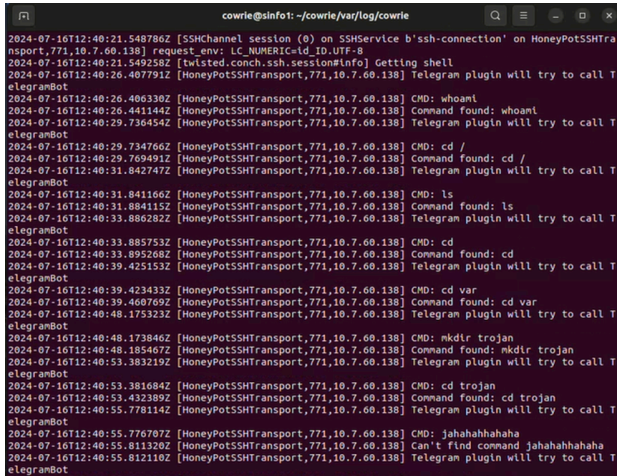 cowrie@sinfo1: ~/cowrie/var/log/cowrie
2024-07-16T12:40:21.548786Z [SSHChannel session (0) on SSHService b'ssh-connection' on HoneyPotSSHTra
nsport,771,10.7.60.138] request_env: LC_NUMERIC=id_ID.UTF-8
2024-07-16T12:40:21.549258Z [twisted.conch.ssh.session#info] Getting shell
2024-07-16T12:40:26.407791Z [HoneyPotSSHTransport,771,10.7.60.138] Telegram plugin will try to call T
elegramBot
2024-07-16T12:40:26.406330Z [HoneyPotSSHTransport,771,10.7.60.138] CMD: whoami
2024-07-16T12:40:26.441144Z [HoneyPotSSHTransport,771,10.7.60.138] Command found: whoami
2024-07-16T12:40:29.736454Z [HoneyPotSSHTransport,771,10.7.60.138] Telegram plugin will try to call T
elegramBot
2024-07-16T12:40:29.734766Z [HoneyPotSSHTransport,771,10.7.60.138] CMD: cd /
2024-07-16T12:40:29.769491Z [HoneyPotSSHTransport,771,10.7.60.138] Command found: cd /
2024-07-16T12:40:31.842747Z [HoneyPotSSHTransport,771,10.7.60.138] Telegram plugin will try to call T
elegramBot
2024-07-16T12:40:31.841166Z [HoneyPotSSHTransport,771,10.7.60.138] CMD: ls
2024-07-16T12:40:31.884115Z [HoneyPotSSHTransport,771,10.7.60.138] Command found: ls
2024-07-16T12:40:33.886282Z [HoneyPotSSHTransport,771,10.7.60.138] Telegram plugin will try to call T
elegramBot
2024-07-16T12:40:33.885753Z [HoneyPotSSHTransport,771,10.7.60.138] CMD: cd
2024-07-16T12:40:33.895268Z [HoneyPotSSHTransport,771,10.7.60.138] Command found: cd
2024-07-16T12:40:39.425153Z [HoneyPotSSHTransport,771,10.7.60.138] Telegram plugin will try to call T
elegramBot
2024-07-16T12:40:39.423433Z [HoneyPotSSHTransport,771,10.7.60.138] CMD: cd var
2024-07-16T12:40:39.460769Z [HoneyPotSSHTransport,771,10.7.60.138] Command found: cd var
2024-07-16T12:40:48.175323Z [HoneyPotSSHTransport,771,10.7.60.138] Telegram plugin will try to call T
elegramBot
2024-07-16T12:40:48.173846Z [HoneyPotSSHTransport,771,10.7.60.138] CMD: mkdir trojan
2024-07-16T12:40:48.185467Z [HoneyPotSSHTransport,771,10.7.60.138] Command found: mkdir trojan
2024-07-16T12:40:53.383219Z [HoneyPotSSHTransport,771,10.7.60.138] Telegram plugin will try to call T
elegramBot
2024-07-16T12:40:53.381684Z [HoneyPotSSHTransport,771,10.7.60.138] CMD: cd trojan
2024-07-16T12:40:53.432389Z [HoneyPotSSHTransport,771,10.7.60.138] Command found: cd trojan
2024-07-16T12:40:55.778114Z [HoneyPotSSHTransport,771,10.7.60.138] Telegram plugin will try to call T
elegramBot
2024-07-16T12:40:55.776707Z [HoneyPotSSHTransport,771,10.7.60.138] CMD: jahahahhahaha
2024-07-16T12:40:55.811320Z [HoneyPotSSHTransport,771,10.7.60.138] Can't find command jahahahhahaha
2024-07-16T12:40:55.812110Z [HoneyPotSSHTransport,771,10.7.60.138] Telegram plugin will try to call T
elegramBot